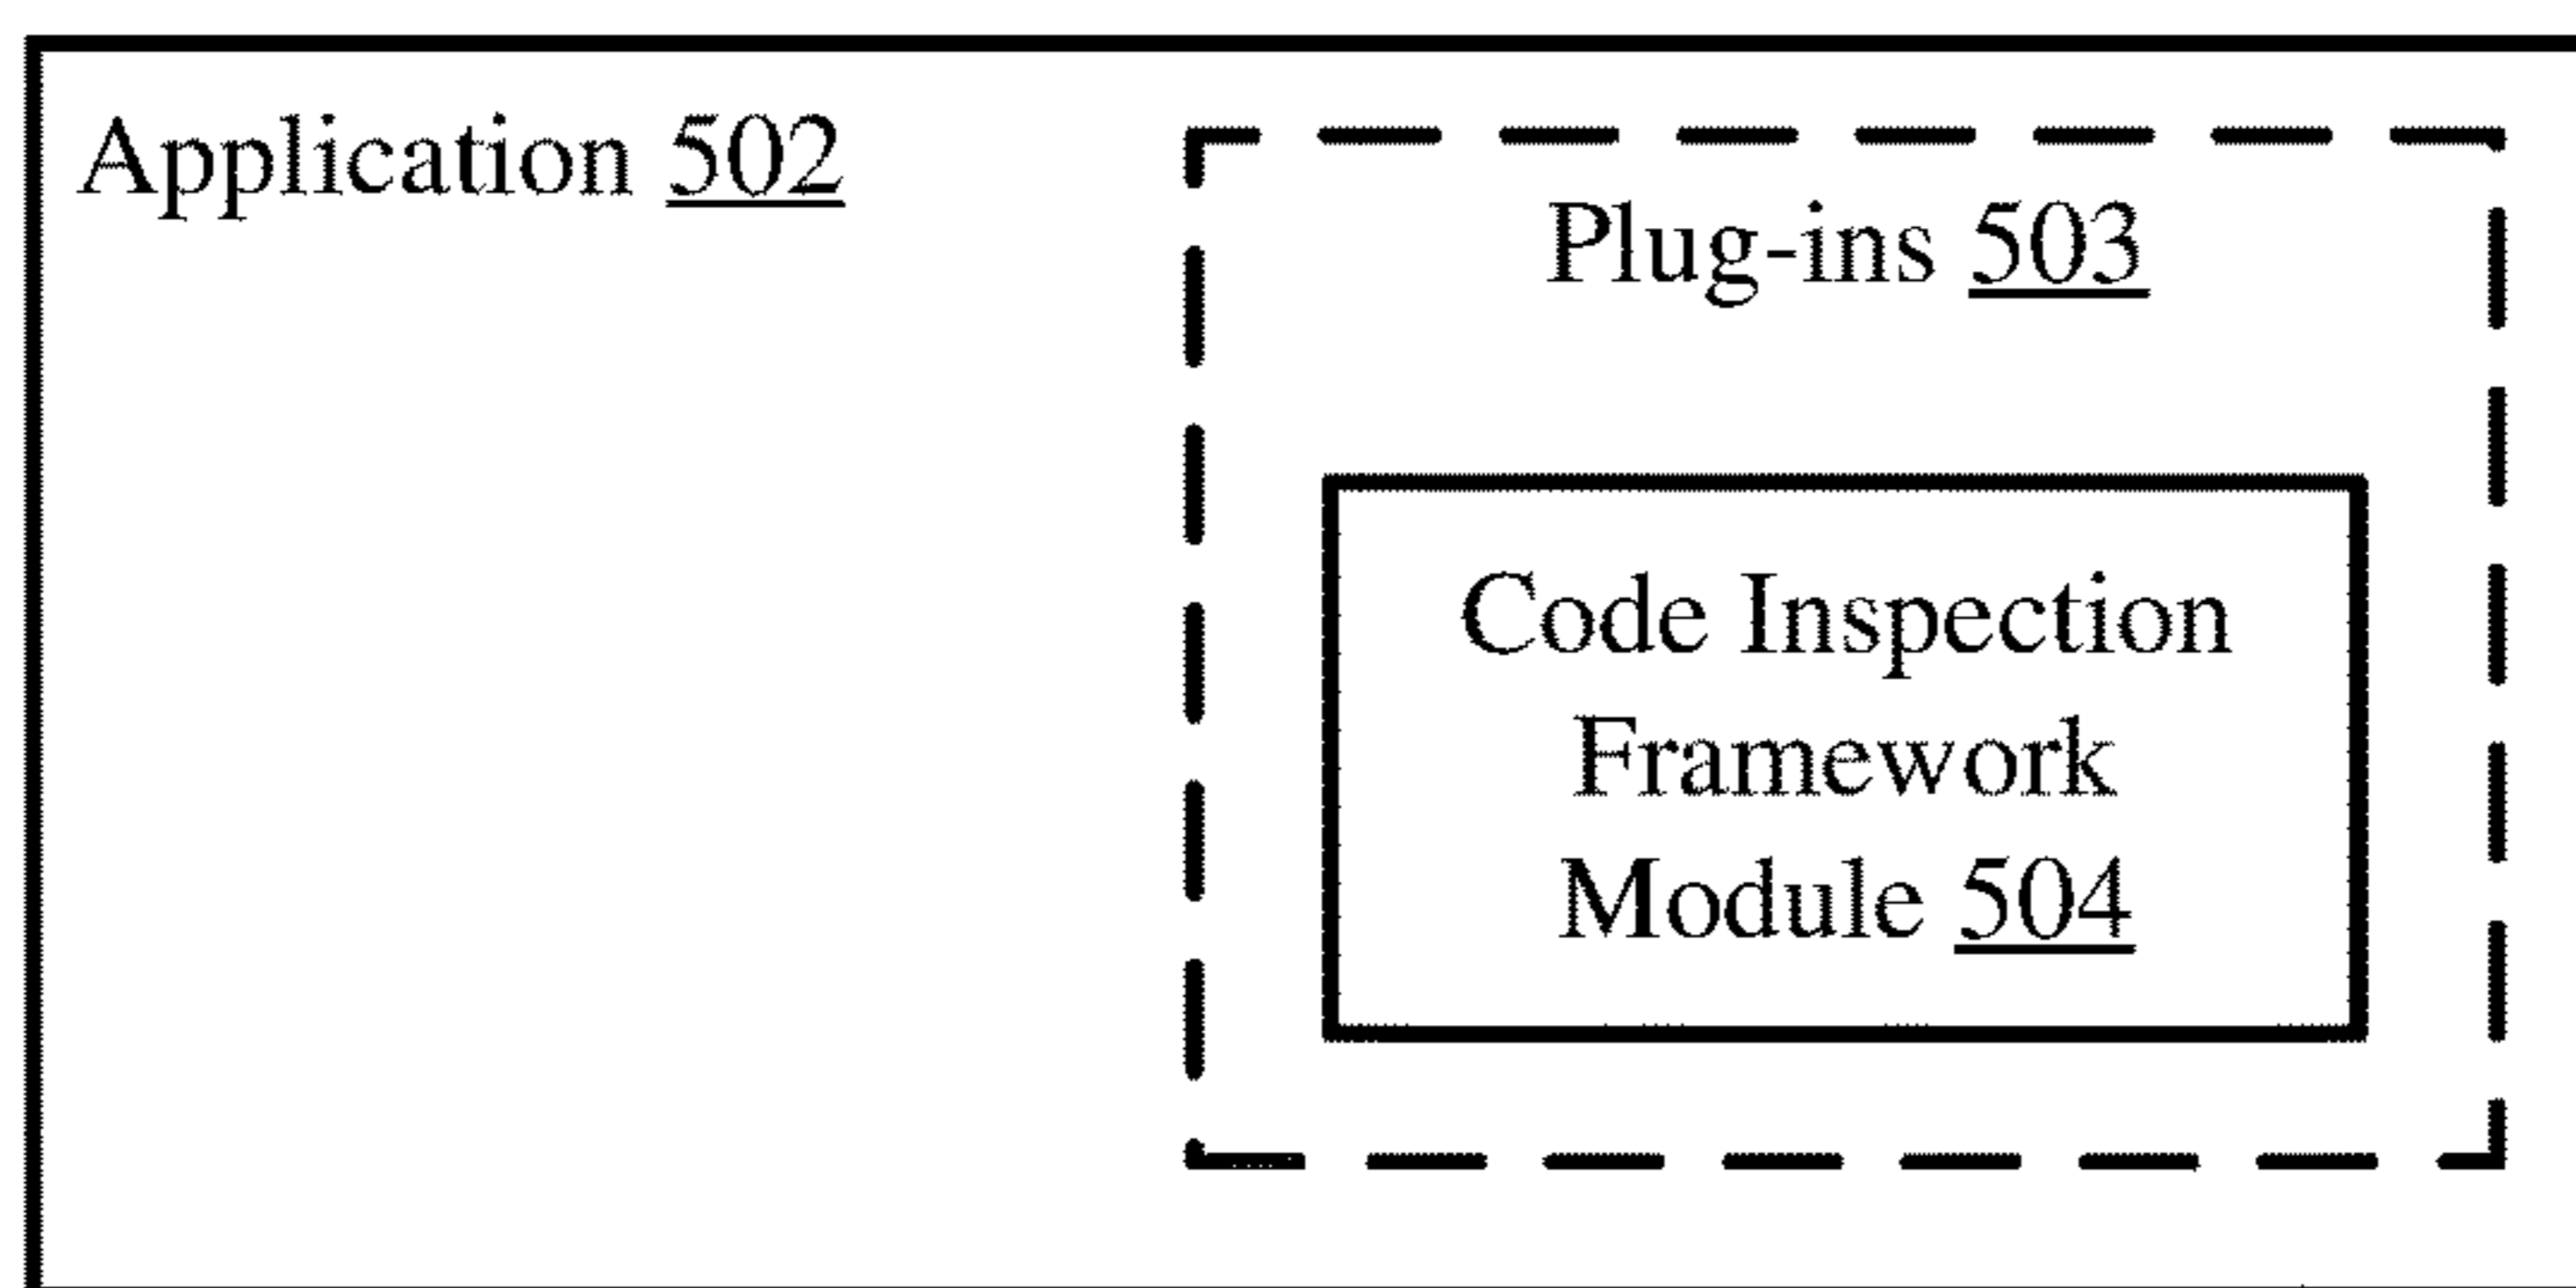 Application 502
Plug-ins 503
Code Inspection
Framework
Module 504